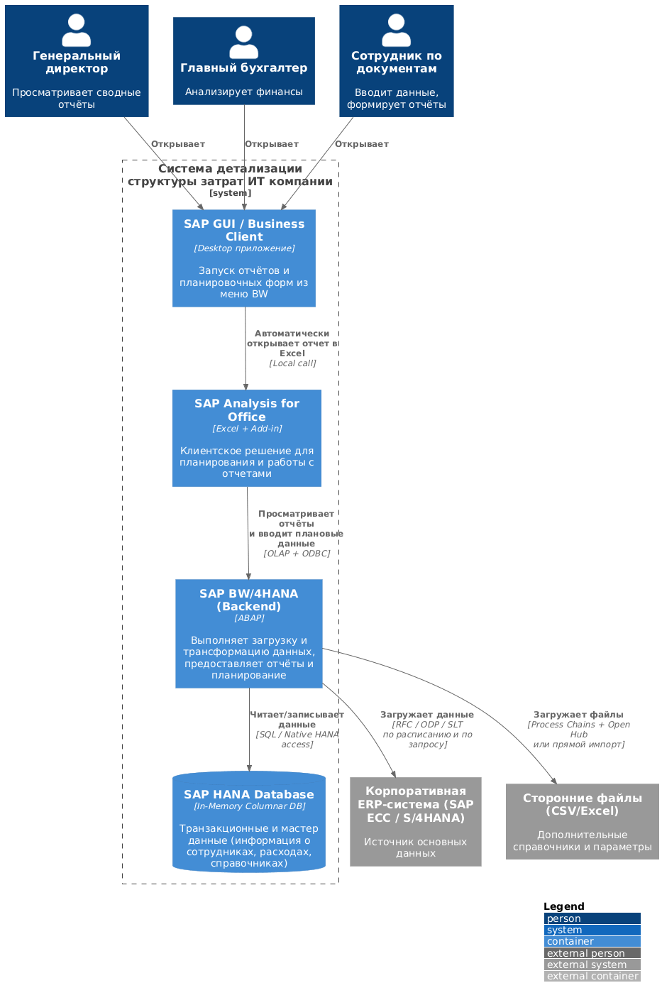 Генеральный
директор
Просматривает сводные
отчёты
Главный бухгалтер
Анализирует финансы
Сотрудник по
документам
Вводит данные,
формирует отчёты
Открывает
Открывает
Открывает
Система детализации
структуры затрат ИТ компании
[system]
SAP GUI / Business
Client
[Desktop приложение]
Запуск отчётов и
планировочных форм из
меню BW
Автоматически
открывает отчет в
Excel
[Local call]
SAP Analysis for
Office
[Excel + Add-in]
Клиентское решение для
планирования и работы с
отчетами
Просматривает
отчёты
и вводит плановые
данные
[OLAP + ODBC]
SAP BW/4HANA
(Backend)
[ABAP]
Выполняет загрузку и
трансформацию данных,
предоставляет отчёты и
планирование
Читает/записывает
данные
[SQL / Native HANA
access]
Загружает данные
[RFC / ODP / SLT
по расписанию и по
запросу]
Загружает файлы
[Process Chains + Open
Hub
или прямой импорт]
SAP HANA Database
[In-Memory Columnar DB]
Транзакционные и мастер
данные (информация о
сотрудниках, расходах,
справочниках)
Корпоративная
ERP-система (SAP
ECC / S/4HANA)
Источник основных
данных
Сторонние файлы
(CSV/Excel)
Дополнительные
справочники и параметры
Legend
person
system
container
external person
external system
external container